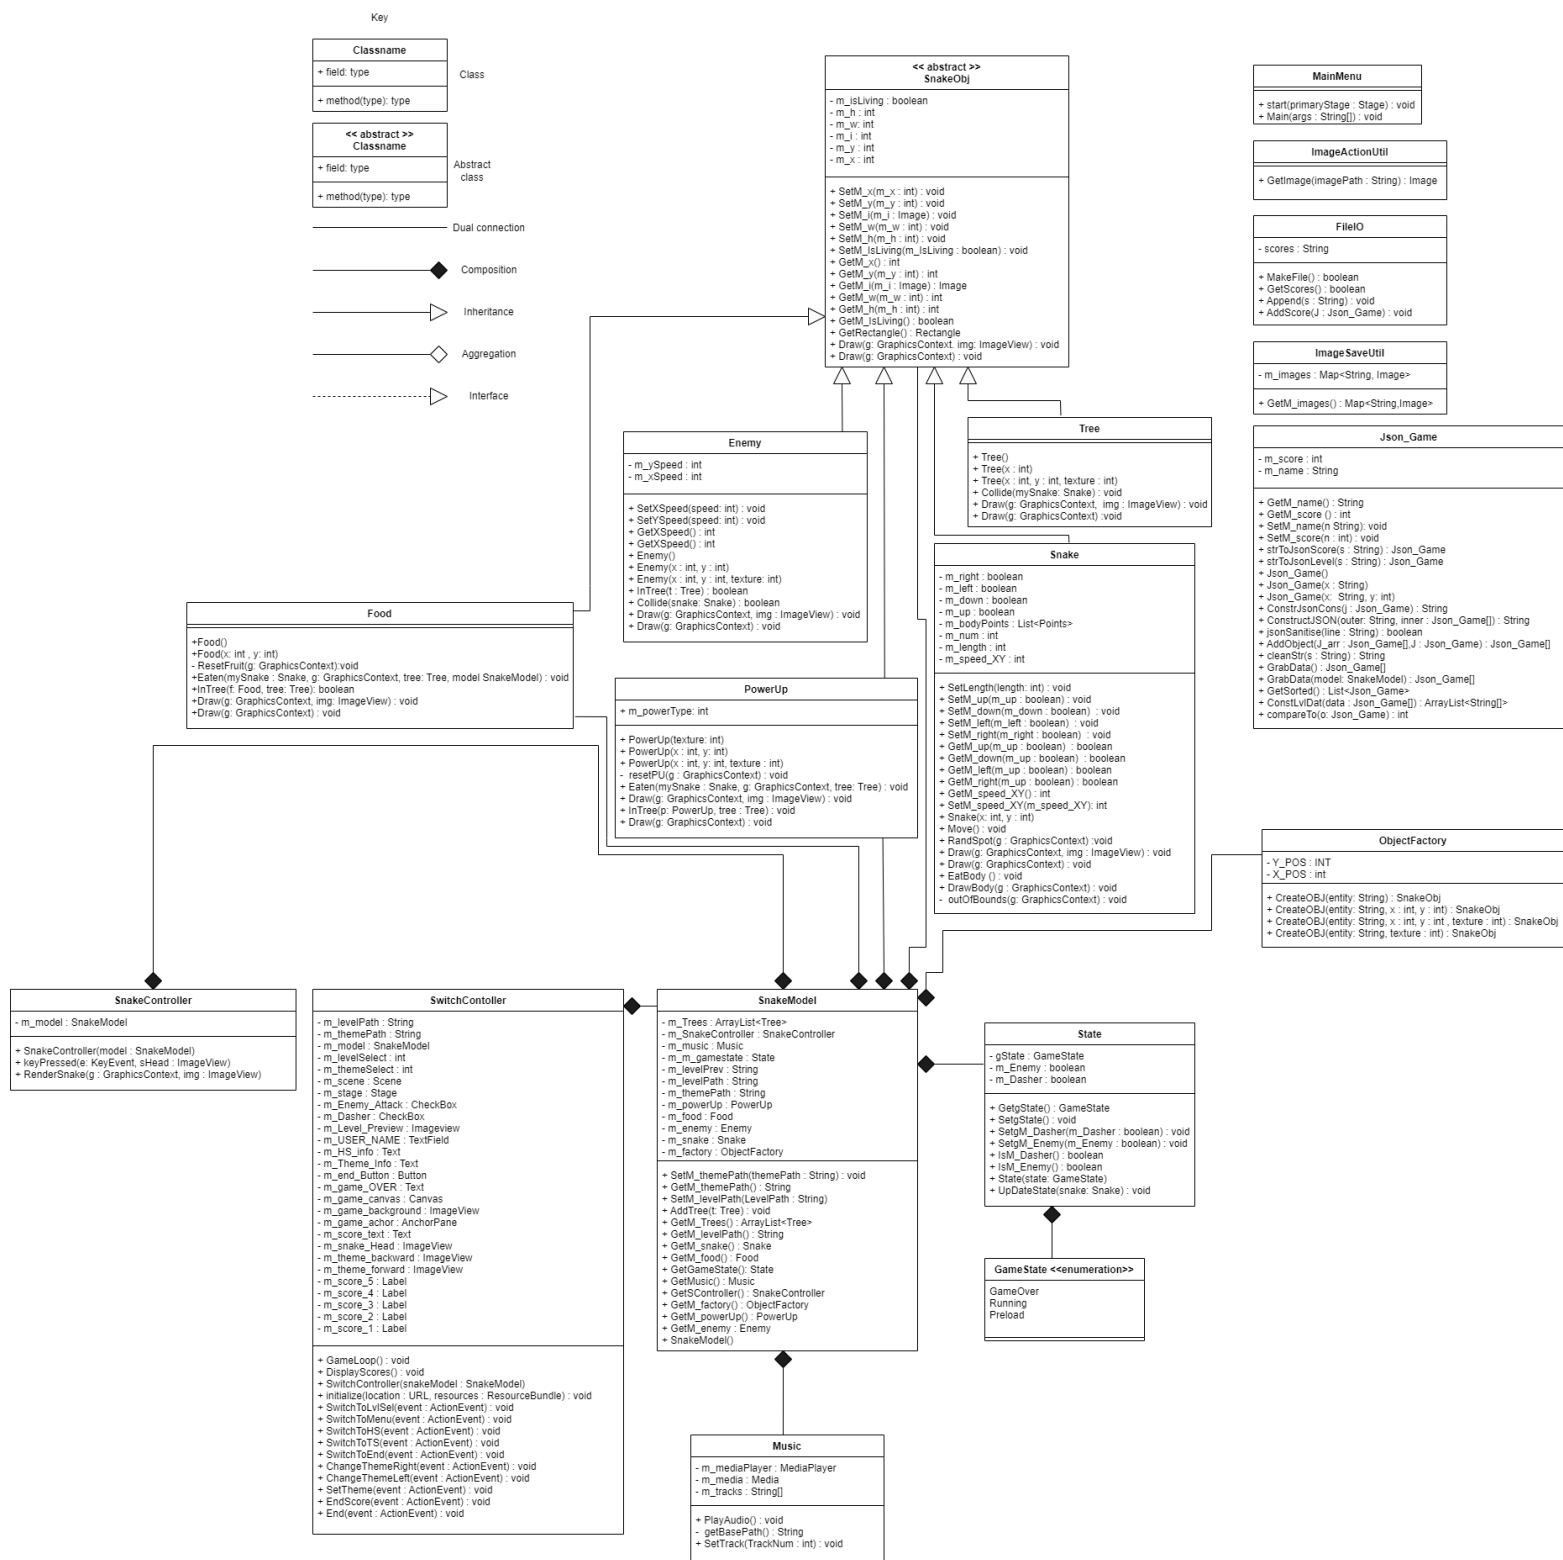 Key
Classname
+ field: type
+ method(type): type
Class
<< abstract >>
Classname
+ field: type
+ method(type): type
Abstract
class
Dual connection
Composition
Inheritance
Aggregation
Interface
<< abstract >>
SnakeObj
- m_isLiving : boolean
- m_h : int
- m_w: int
- m_i : int
- m_y : int
- m_x : int
+ SetM_x(m_x : int) : void
+ SetM_y(m_y : int) : void
+ SetM_i(m_i : Image) : void
+ SetM_w(m_w : int) : void
+ SetM_h(m_h : int) : void
+ SetM_IsLiving(m_IsLiving : boolean) : void
+ GetM_x() : int
+ GetM_y(m_y : int) : int
+ GetM_i(m_i : Image) : Image
+ GetM_w(m_w : int) : int
+ GetM_h(m_h : int) : int
+ GetM_IsLiving() : boolean
+ GetRectangle() : Rectangle
+ Draw(g: GraphicsContext. img: ImageView) : void
+ Draw(g: GraphicsContext) : void
MainMenu
+ start(primaryStage : Stage) : void
+ Main(args : String[]) : void
ImageActionUtil
+ GetImage(imagePath : String) : Image
FileIO
- scores : String
+ MakeFile() : boolean
+ GetScores() : boolean
+ Append(s : String) : void
+ AddScore(J : Json_Game) : void
ImageSaveUtil
- m_images : Map<String, Image>
+ GetM_images() : Map<String,Image>
Json_Game
- m_score : int
- m_name : String
+ GetM_name() : String
+ GetM_score () : int
+ SetM_name(n String): void
+ SetM_score(n : int) : void
+ strToJsonScore(s : String) : Json_Game
+ strToJsonLevel(s : String) : Json_Game
+ Json_Game()
+ Json_Game(x : String)
+ Json_Game(x:  String, y: int)
+ ConstrJsonCons(j : Json_Game) : String
+ ConstructJSON(outer: String, inner : Json_Game[]) : String
+ jsonSanitise(line : String) : boolean
+ AddObject(J_arr : Json_Game[],J : Json_Game) : Json_Game[]
+ cleanStr(s : String) : String
+ GrabData() : Json_Game[]
+ GrabData(model: SnakeModel) : Json_Game[]
+ GetSorted() : List<Json_Game>
+ ConstLvlDat(data : Json_Game[]) : ArrayList<String[]>
+ compareTo(o: Json_Game) : int
Enemy
- m_ySpeed : int
- m_xSpeed : int
+ SetXSpeed(speed: int) : void
+ SetYSpeed(speed: int) : void
+ GetXSpeed() : int
+ GetXSpeed() : int
+ Enemy()
+ Enemy(x : int, y : int)
+ Enemy(x : int, y : int, texture: int)
+ InTree(t : Tree) : boolean
+ Collide(snake: Snake) : boolean
+ Draw(g: GraphicsContext, img : ImageView) : void
+ Draw(g: GraphicsContext) : void
Tree
+ Tree()
+ Tree(x : int)
+ Tree(x : int, y : int, texture : int)
+ Collide(mySnake: Snake) : void
+ Draw(g: GraphicsContext,  img : ImageView) : void
+ Draw(g: GraphicsContext) :void
Snake
- m_right : boolean
- m_left : boolean
- m_down : boolean
- m_up : boolean
- m_bodyPoints : List<Points>
- m_num : int
- m_length : int
- m_speed_XY : int
+ SetLength(length: int) : void
+ SetM_up(m_up : boolean) : void
+ SetM_down(m_down : boolean)  : void
+ SetM_left(m_left : boolean)  : void
+ SetM_right(m_right : boolean)  : void
+ GetM_up(m_up : boolean)  : boolean
+ GetM_down(m_up : boolean)  : boolean
+ GetM_left(m_up : boolean) : boolean
+ GetM_right(m_up : boolean) : boolean
+ GetM_speed_XY() : int
+ SetM_speed_XY(m_speed_XY): int
+ Snake(x: int, y : int)
+ Move() : void
+ RandSpot(g : GraphicsContext) :void
+ Draw(g: GraphicsContext, img : ImageView) : void
+ Draw(g: GraphicsContext) : void
+ EatBody () : void
+ DrawBody(g : GraphicsContext) : void
-  outOfBounds(g: GraphicsContext) : void
Food
+Food()
+Food(x: int , y: int)
- ResetFruit(g: GraphicsContext):void
+Eaten(mySnake : Snake, g: GraphicsContext, tree: Tree, model SnakeModel) : void
+InTree(f: Food, tree: Tree): boolean
+Draw(g: GraphicsContext, img: ImageView) : void
+Draw(g: GraphicsContext) : void
PowerUp
+ m_powerType: int
+ PowerUp(texture: int)
+ PowerUp(x : int, y: int)
+ PowerUp(x : int, y: int, texture : int)
-  resetPU(g : GraphicsContext) : void
+ Eaten(mySnake : Snake, g: GraphicsContext, tree: Tree) : void
+ Draw(g: GraphicsContext, img : ImageView) : void
+ InTree(p: PowerUp, tree : Tree) : void
+ Draw(g: GraphicsContext) : void
ObjectFactory
- Y_POS : INT
- X_POS : int
+ CreateOBJ(entity: String) : SnakeObj
+ CreateOBJ(entity: String, x : int, y : int) : SnakeObj
+ CreateOBJ(entity: String, x : int, y : int , texture : int) : SnakeObj
+ CreateOBJ(entity: String, texture : int) : SnakeObj
SnakeController
- m_model : SnakeModel
+ SnakeController(model : SnakeModel)
+ keyPressed(e: KeyEvent, sHead : ImageView)
+ RenderSnake(g : GraphicsContext, img : ImageView)
SwitchContoller
- m_levelPath : String
- m_themePath : String
- m_model : SnakeModel
- m_levelSelect : int
- m_themeSelect : int
- m_scene : Scene
- m_stage : Stage
- m_Enemy_Attack : CheckBox
- m_Dasher : CheckBox
- m_Level_Preview : Imageview
- m_USER_NAME : TextField
- m_HS_info : Text
- m_Theme_Info : Text
- m_end_Button : Button
- m_game_OVER : Text
- m_game_canvas : Canvas
- m_game_background : ImageView
- m_game_achor : AnchorPane
- m_score_text : Text
- m_snake_Head : ImageView
- m_theme_backward : ImageView
- m_theme_forward : ImageView
- m_score_5 : Label
- m_score_4 : Label
- m_score_3 : Label
- m_score_2 : Label
- m_score_1 : Label
+ GameLoop() : void
+ DisplayScores() : void
+ SwitchController(snakeModel : SnakeModel)
+ initialize(location : URL, resources : ResourceBundle) : void
+ SwitchToLvlSel(event : ActionEvent) : void
+ SwitchToMenu(event : ActionEvent) : void
+ SwitchToHS(event : ActionEvent) : void
+ SwitchToTS(event : ActionEvent) : void
+ SwitchToEnd(event : ActionEvent) : void
+ ChangeThemeRight(event : ActionEvent) : void
+ ChangeThemeLeft(event : ActionEvent) : void
+ SetTheme(event : ActionEvent) : void
+ EndScore(event : ActionEvent) : void
+ End(event : ActionEvent) : void
SnakeModel
- m_Trees : ArrayList<Tree>
- m_SnakeController : SnakeController
- m_music : Music
- m_m_gamestate : State
- m_levelPrev : String
- m_levelPath : String
- m_themePath : String
- m_powerUp : PowerUp
- m_food : Food
- m_enemy : Enemy
- m_snake : Snake
- m_factory : ObjectFactory
+ SetM_themePath(themePath : String) : void
+ GetM_themePath() : String
+ SetM_levelPath(LevelPath : String)
+ AddTree(t: Tree) : void
+ GetM_Trees() : ArrayList<Tree>
+ GetM_levelPath() : String
+ GetM_snake() : Snake
+ GetM_food() : Food
+ GetGameState(): State
+ GetMusic() : Music
+ GetSController() : SnakeController
+ GetM_factory() : ObjectFactory
+ GetM_powerUp() : PowerUp
+ GetM_enemy : Enemy
+ SnakeModel()
State
- gState : GameState
- m_Enemy : boolean
- m_Dasher : boolean
+ GetgState() : GameState
+ SetgState() : void
+ SetgM_Dasher(m_Dasher : boolean) : void
+ SetgM_Enemy(m_Enemy : boolean) : void
+ IsM_Dasher() : boolean
+ IsM_Enemy() : boolean
+ State(state: GameState)
+ UpDateState(snake: Snake) : void
GameState <<enumeration>>
GameOver
Running
Preload
Music
- m_mediaPlayer : MediaPlayer
- m_media : Media
- m_tracks : String[]
+ PlayAudio() : void
-  getBasePath() : String
+ SetTrack(TrackNum : int) : void